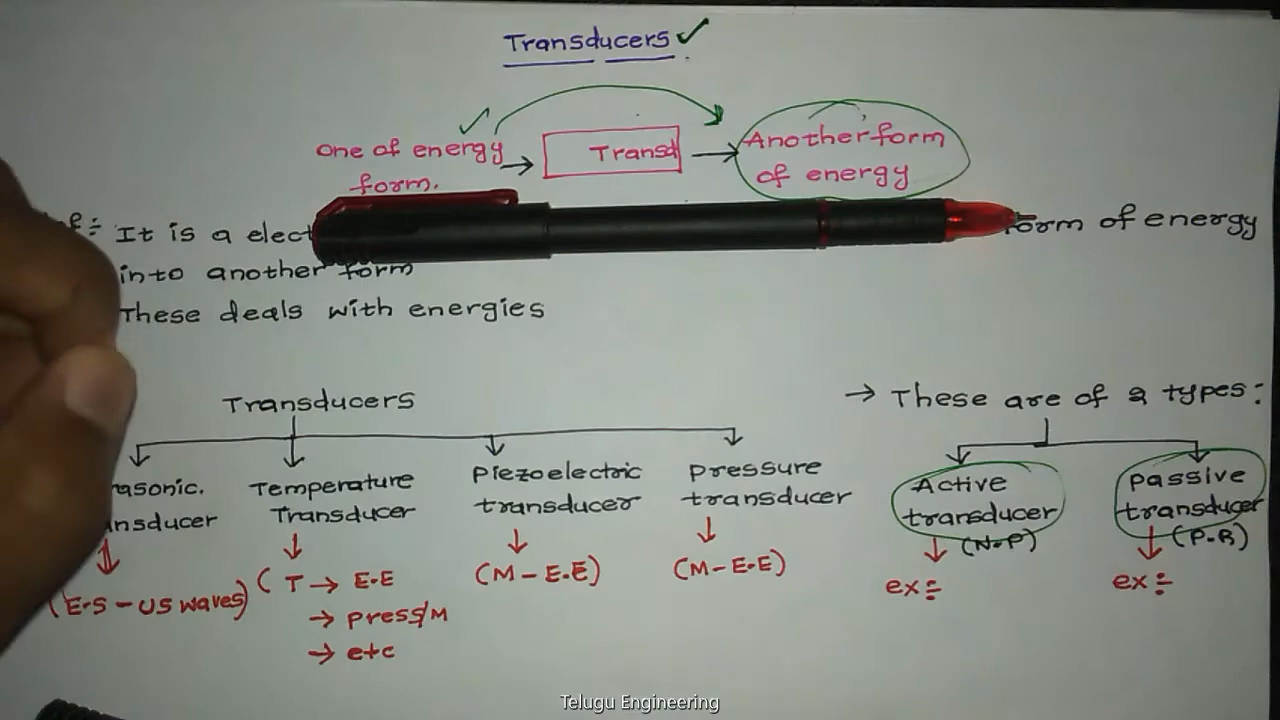 Transducers
One of energy → Transd → Another form
form. of energy
It is a elect form of energy
into another form
These deals with energies
Transducers → These are of 2 types:
asonic. Temperature Piezoelectric pressure Active passive
nsducer Transducer transducer transducer transducer transducer
(N.P) (P.R)
(E.S - US waves) (T → E.E (M - E.E) (M - E.E) ex÷ ex÷
→ press/M
→ etc
Telugu Engineering